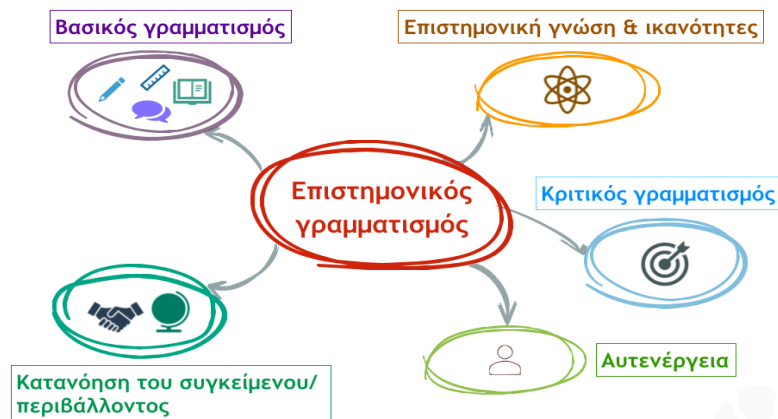 Βασικός γραμματισμός
Επιστημονική γνώση & ικανότητες
Επιστημονικός
γραμματισμός
Κριτικός γραμματισμός
Αυτενέργεια
Κατανόηση του συγκείμενου/
περιβάλλοντος